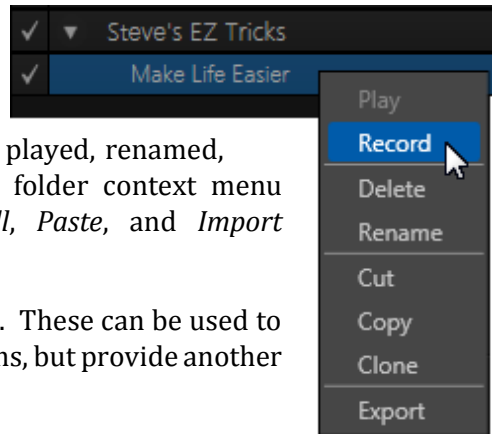 Steve's EZ Tricks
Make Life Easier
Play
Record
Delete
Rename
Cut
Copy
Clone
Export
played, renamed,
folder context menu
Paste, and Import
. These can be used to
but provide another